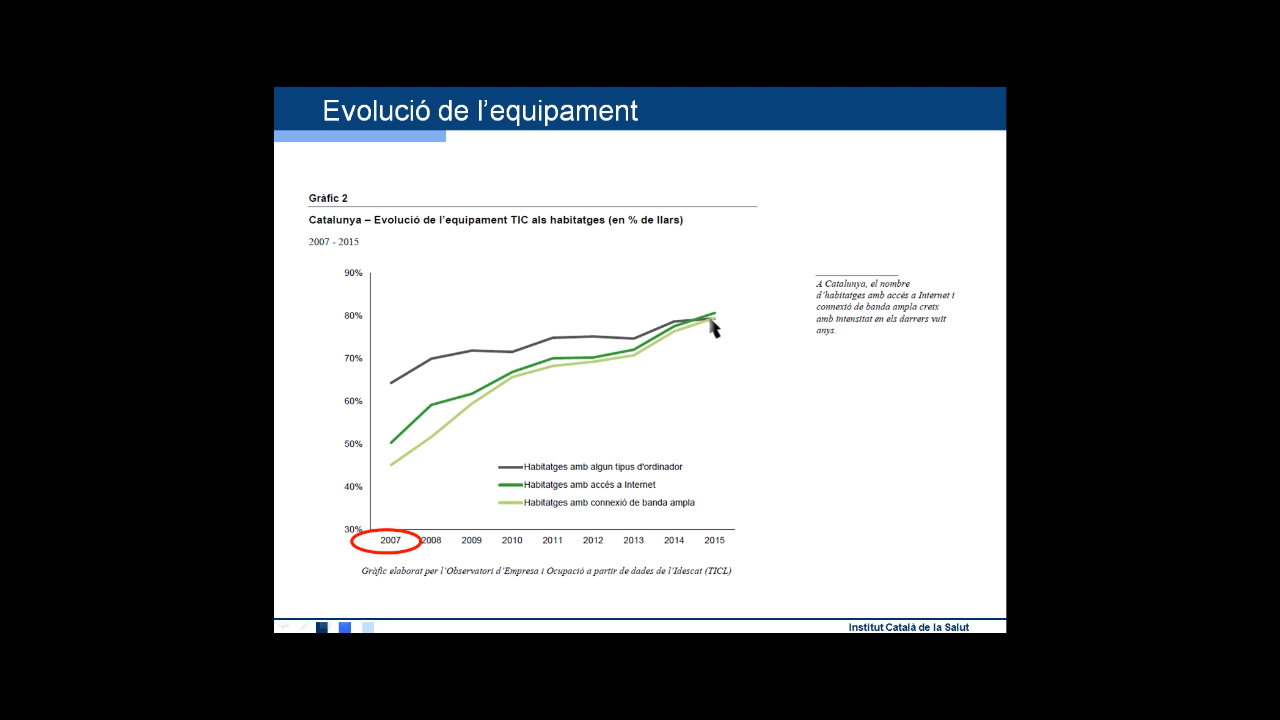 Evolució de l'equipament
Gràfic 2
Catalunya – Evolució de l'equipament TIC als habitatges (en % de llars)
2007 - 2015
90%
80%
70%
60%
50%
40%
30%
A Catalunya, el nombre
d'habitatges amb accés a Internet i
connexió de banda ampla creix
amb intensitat en els darrers vuit
anys.
Habitatges amb algun tipus d'ordinador
Habitatges amb accés a Internet
Habitatges amb connexió de banda ampla
2007 2008 2009 2010 2011 2012 2013 2014 2015
Gràfic elaborat per l'Observatori d'Empresa i Ocupació a partir de dades de l'Idescat (TICL)
Institut Català de la Salut